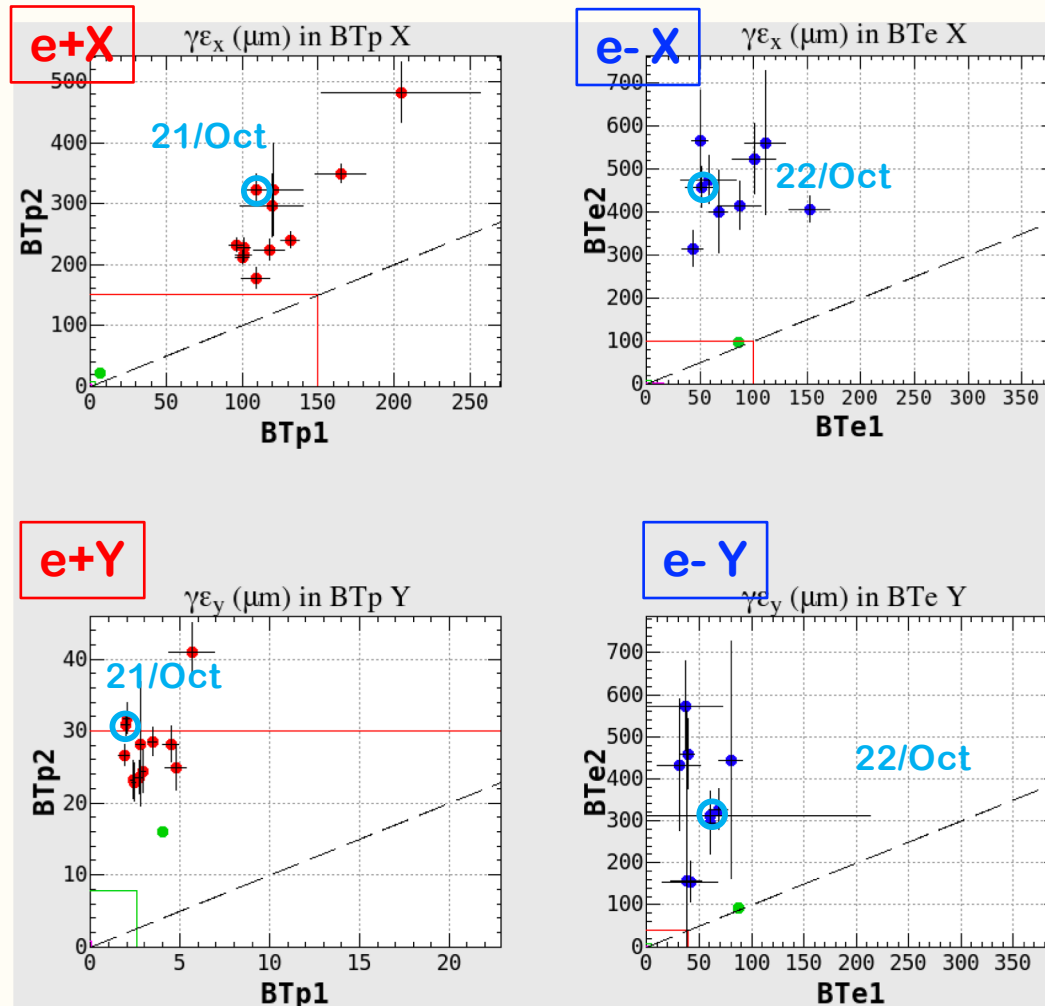 e+X
γεx (μm) in BTp X
21/Oct
BTp2
500
400
300
200
100
0
0 50 100 150 200 250
BTp1
e- X
γεx (μm) in BTe X
22/Oct
BTe2
700
600
500
400
300
200
100
0
0 50 100 150 200 250 300 350
BTe1
e+Y
γεy (μm) in BTp Y
21/Oct
BTp2
40
30
20
10
0
0 5 10 15 20
BTp1
e- Y
γεy (μm) in BTe Y
22/Oct
BTe2
700
600
500
400
300
200
100
0
0 50 100 150 200 250 300 350
BTe1